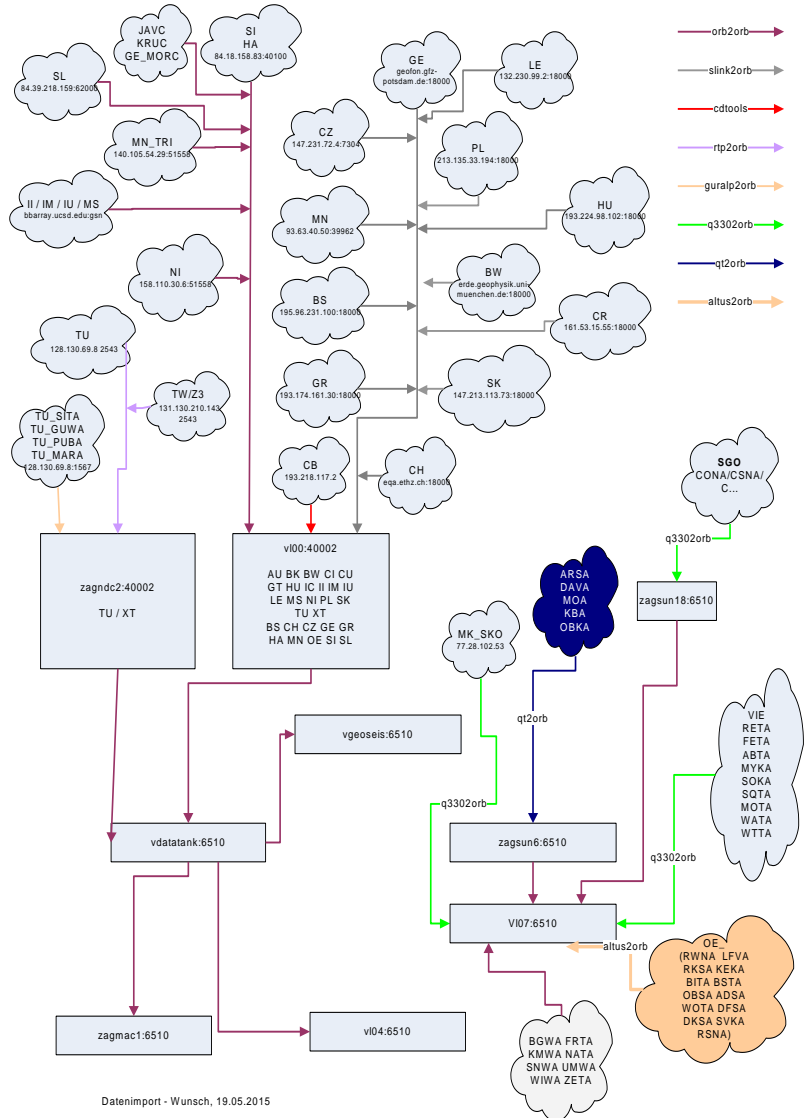 JAVC
KRUC
GE_MORC
SI
HA
84.18.158.83:40100
SL
84.39.218.159:62000
MN_TRI
140.105.54.29:51558
II / IM / IU / MS
bbarray.ucsd.edu:gsn
NI
158.110.30.6:51558
GE
geofon.gfz-
potsdam.de:18000
LE
132.230.99.2:18000
CZ
147.231.72.4:7304
PL
213.135.33.194:18000
MN
93.63.40.50:39962
HU
193.224.98.102:18000
BW
erde.geophysik.uni-
muenchen.de:18000
BS
195.96.231.100:18000
CR
161.53.15.55:18000
GR
193.174.161.30:18000
SK
147.213.113.73:18000
CB
193.218.117.2
CH
eqa.ethz.ch:18000
orb2orb
slink2orb
cdtools
rtp2orb
guralp2orb
q3302orb
qt2orb
altus2orb
TU
128.130.69.8 2543
TW/Z3
131.130.210.143
2543
TU_SITA
TU_GUWA
TU_PUBA
TU_MARA
128.130.69.8:1567
zagndc2:40002
TU / XT
vl00:40002
AU BK BW CI CU
GT HU IC II IM IU
LE MS NI PL SK
TU XT
BS CH CZ GE GR
HA MN OE SI SL
SGO
CONA/CSNA/
C...
q3302orb
zagsun18:6510
ARSA
DAVA
MOA
KBA
OBKA
MK_SKO
77.28.102.53
qt2orb
vgeoseis:6510
VIE
RETA
FETA
ABTA
MYKA
SOKA
SQTA
MOTA
WATA
WTTA
q3302orb
vdatatank:6510
zagsun6:6510
q3302orb
Vl07:6510
altus2orb
OE_
(RWNA LFVA
RKSA KEKA
BITA BSTA
OBSA ADSA
WOTA DFSA
DKSA SVKA
RSNA)
zagmac1:6510
vl04:6510
BGWA FRTA
KMWA NATA
SNWA UMWA
WIWA ZETA
Datenimport - Wunsch, 19.05.2015